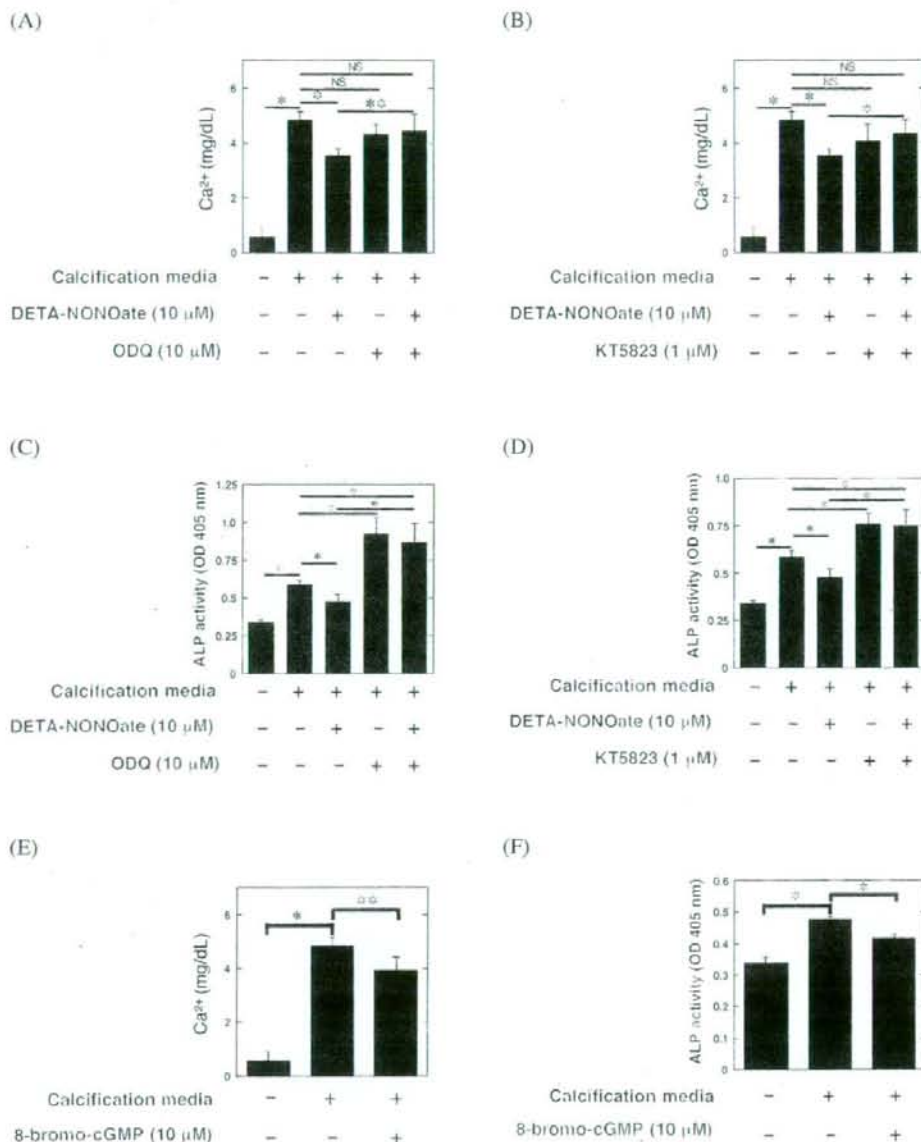 (A)
NS
NS
*
*
Ca²⁺ (mg/dL)
6
4
2
0
Calcification media − + + + +
DETA-NONOate (10 µM) − − + − +
ODQ (10 µM) − − − + +
(B)
NS
NS
* *
Ca²⁺ (mg/dL)
6
4
2
0
Calcification media − + + + +
DETA-NONOate (10 µM) − − + − +
KT5823 (1 µM) − − − + +
(C)
*
ALP activity (OD 405 nm)
1.25
1.0
0.75
0.5
0.25
0
Calcification media − + + + +
DETA-NONOate (10 µM) − − + − +
ODQ (10 µM) − − − + +
(D)
* *
ALP activity (OD 405 nm)
1.0
0.75
0.5
0.25
0
Calcification media − + + + +
DETA-NONOate (10 µM) − − + − +
KT5823 (1 µM) − − − + +
(E)
*
Ca²⁺ (mg/dL)
6
4
2
0
Calcification media − + +
8-bromo-cGMP (10 µM) − − +
(F)
ALP activity (OD 405 nm)
0.6
0.5
0.4
0.3
0.2
0.1
0
Calcification media − + +
8-bromo-cGMP (10 µM) − − +